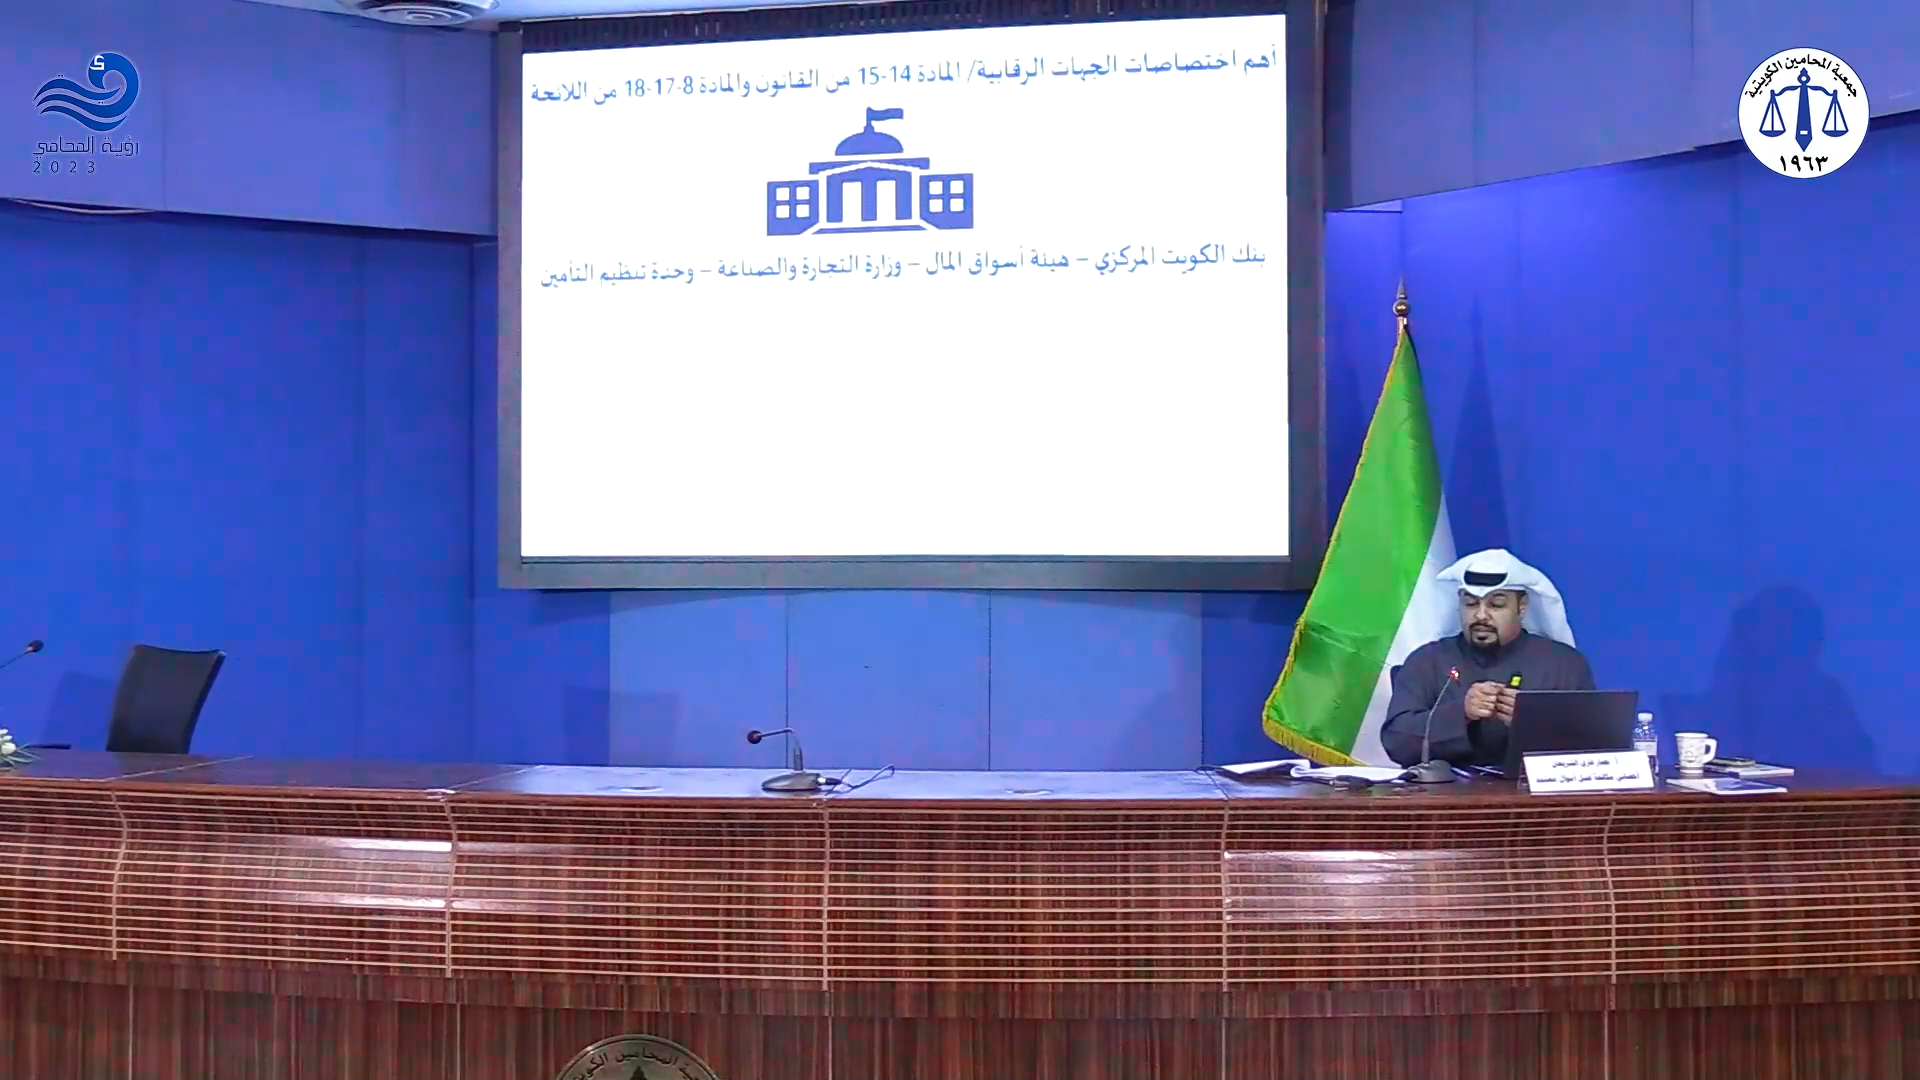 أهم اختصاصات الجهات الرقابية/ المادة 14-15 من القانون والمادة 8-17-18 من اللائحة
بنك الكويت المركزي – هيئة أسواق المال – وزارة التجارة والصناعة – وحدة تنظيم التأمين
رؤية المحامي
2023
جمعية المحامين الكويتية
١٩٦٣